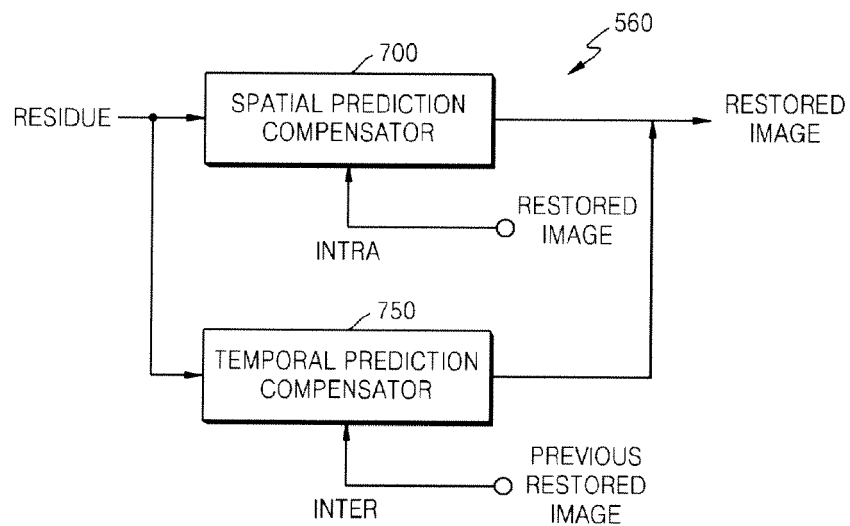 560
700
RESIDUE
SPATIAL PREDICTION
COMPENSATOR
RESTORED
IMAGE
RESTORED
IMAGE
INTRA
750
TEMPORAL PREDICTION
COMPENSATOR
PREVIOUS
RESTORED
IMAGE
INTER